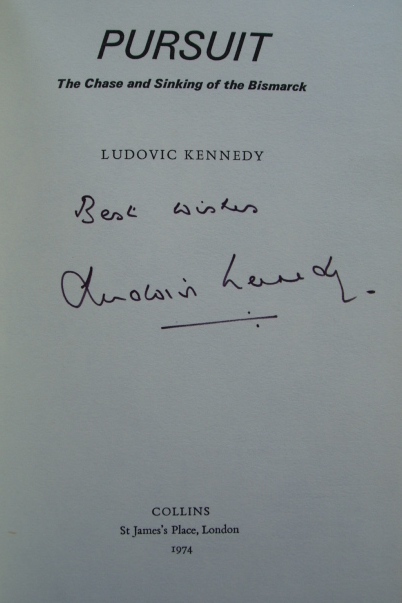 PURSUIT
The Chase and Sinking of the Bismarck
LUDOVIC KENNEDY
Best wishes
Ludovic Kennedy.
COLLINS
St James's Place, London
1974